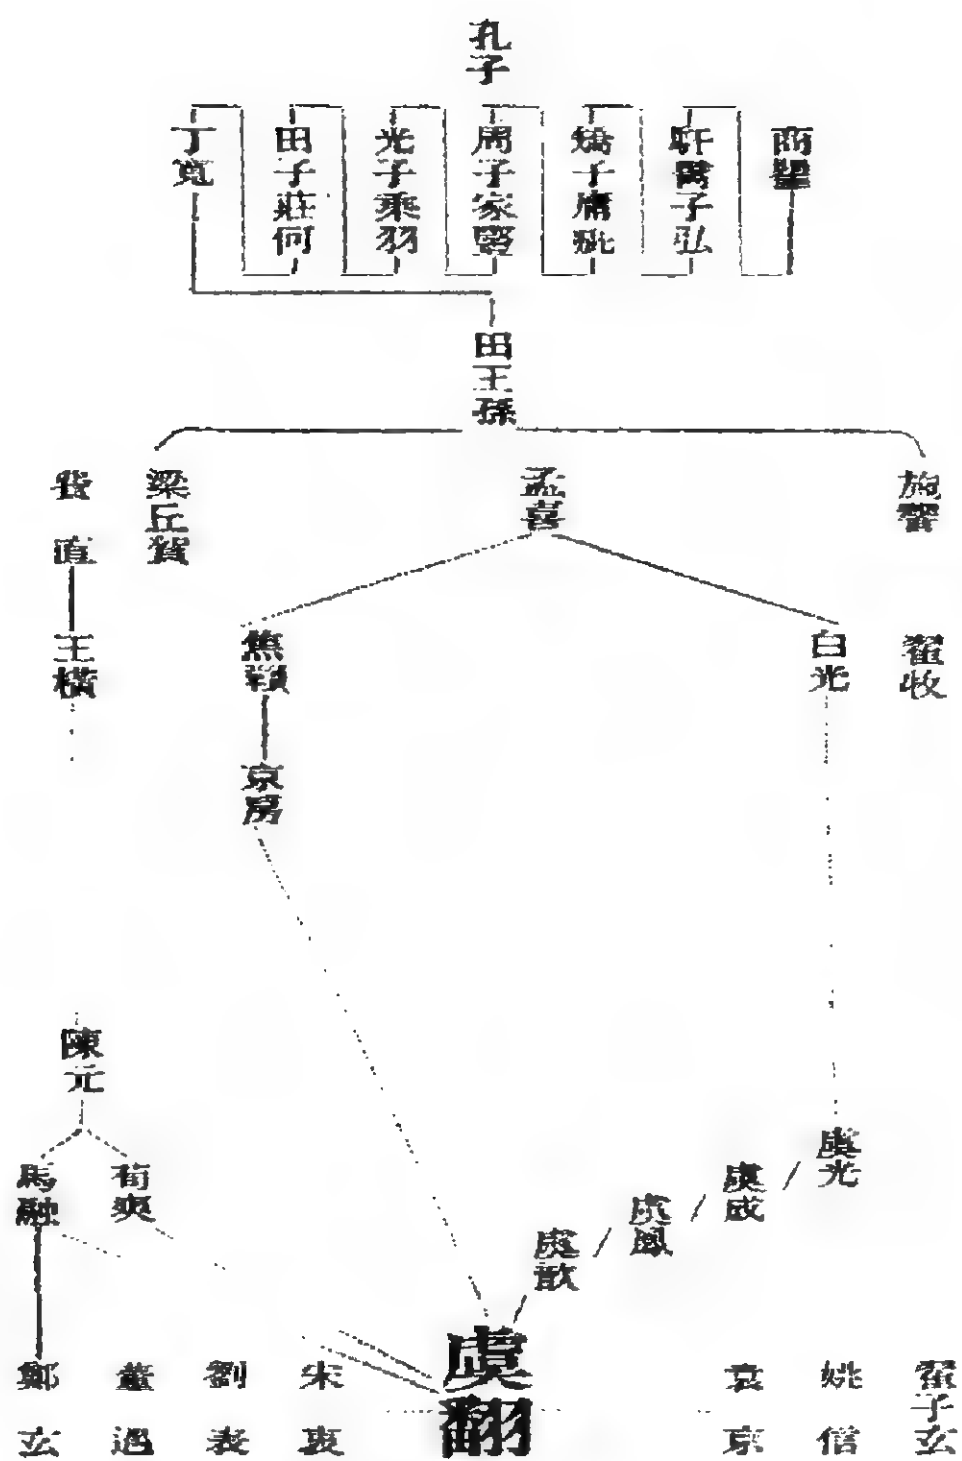 孔子
商瞿
馯臂子弘
矯子庸疵
周子家竪
光子乘羽
田子莊何
丁寬
田王孫
施讐
孟喜
梁丘賀
費直
翟牧
白光
焦
王橫
京房
陳元
虞光
虞成
虞鳳
虞歆
荀爽
馬融
虞翻
翟子玄
姚信
袁京
宋衷
劉表
董遇
鄭玄